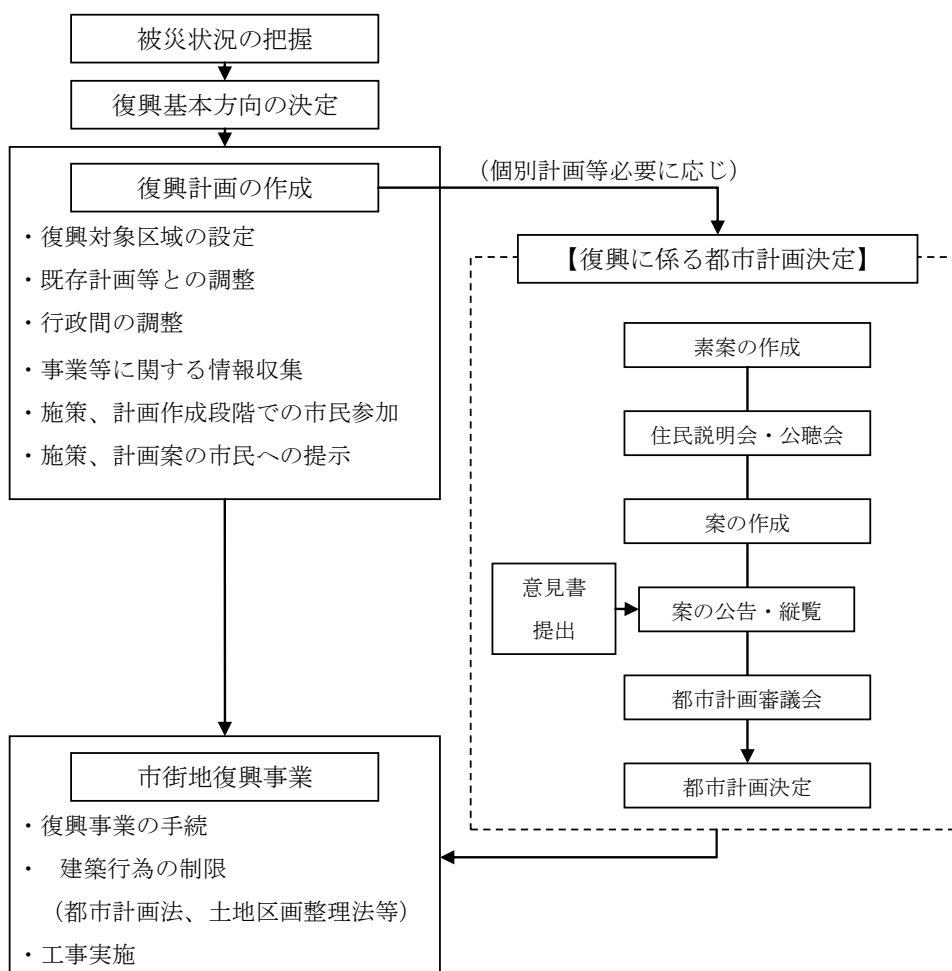 被災状況の把握
復興基本方向の決定
復興計画の作成
・復興対象区域の設定
・既存計画等との調整
・行政間の調整
・事業等に関する情報収集
・施策、計画作成段階での市民参加
・施策、計画案の市民への提示
（個別計画等必要に応じ）
【復興に係る都市計画決定】
素案の作成
住民説明会・公聴会
案の作成
意見書
提出
案の公告・縦覧
都市計画審議会
都市計画決定
市街地復興事業
・復興事業の手続
・ 建築行為の制限
（都市計画法、土地区画整理法等）
・工事実施